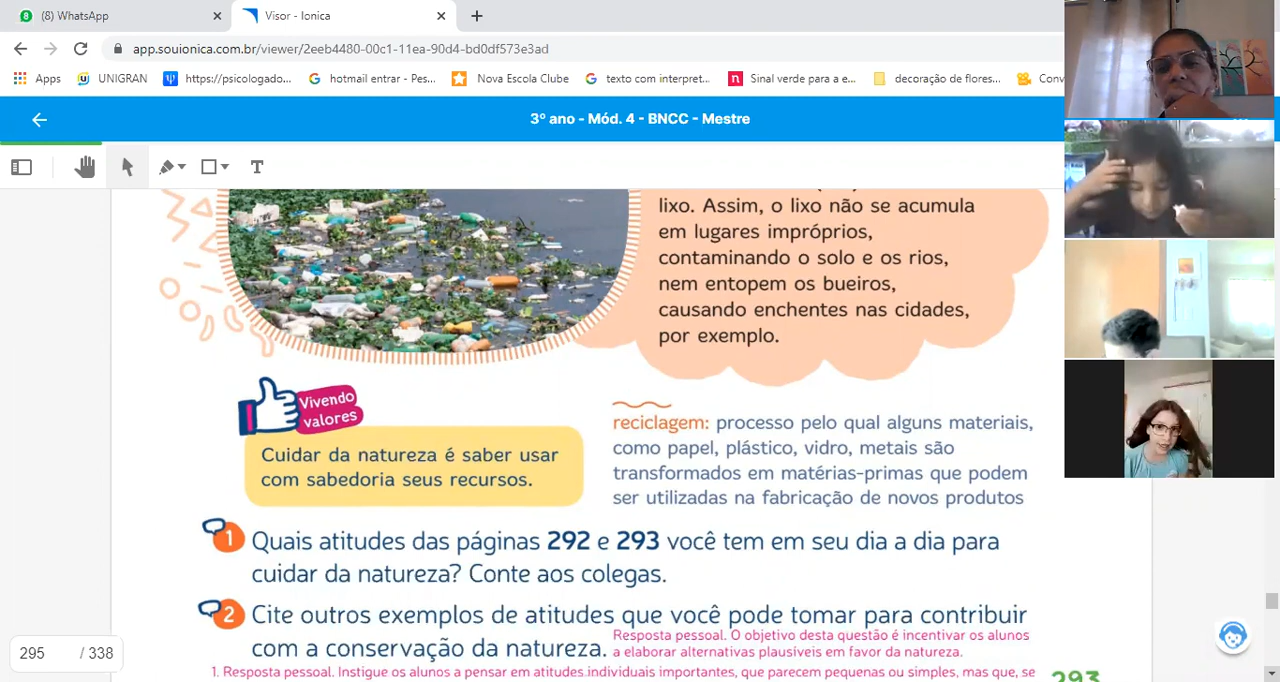 (8) WhatsApp
Visor - Ionica
app.souionica.com.br/viewer/2eeb4480-00c1-11ea-90d4-bd0df573e3ad
Apps
UNIGRAN
https://psicologado...
hotmail entrar - Pes...
Nova Escola Clube
texto com interpret...
Sinal verde para a e...
decoração de flores...
Conv
3º ano - Mód. 4 - BNCC - Mestre
T
lixo. Assim, o lixo não se acumula
em lugares impróprios,
contaminando o solo e os rios,
nem entopem os bueiros,
causando enchentes nas cidades,
por exemplo.
Vivendo
valores
Cuidar da natureza é saber usar
com sabedoria seus recursos.
reciclagem: processo pelo qual alguns materiais,
como papel, plástico, vidro, metais são
transformados em matérias-primas que podem
ser utilizadas na fabricação de novos produtos
1 Quais atitudes das páginas 292 e 293 você tem em seu dia a dia para
cuidar da natureza? Conte aos colegas.
2 Cite outros exemplos de atitudes que você pode tomar para contribuir
com a conservação da natureza.
Resposta pessoal. O objetivo desta questão é incentivar os alunos
a elaborar alternativas plausíveis em favor da natureza.
1. Resposta pessoal. Instigue os alunos a pensar em atitudes individuais importantes, que parecem pequenas ou simples, mas que, se
293
295 / 338